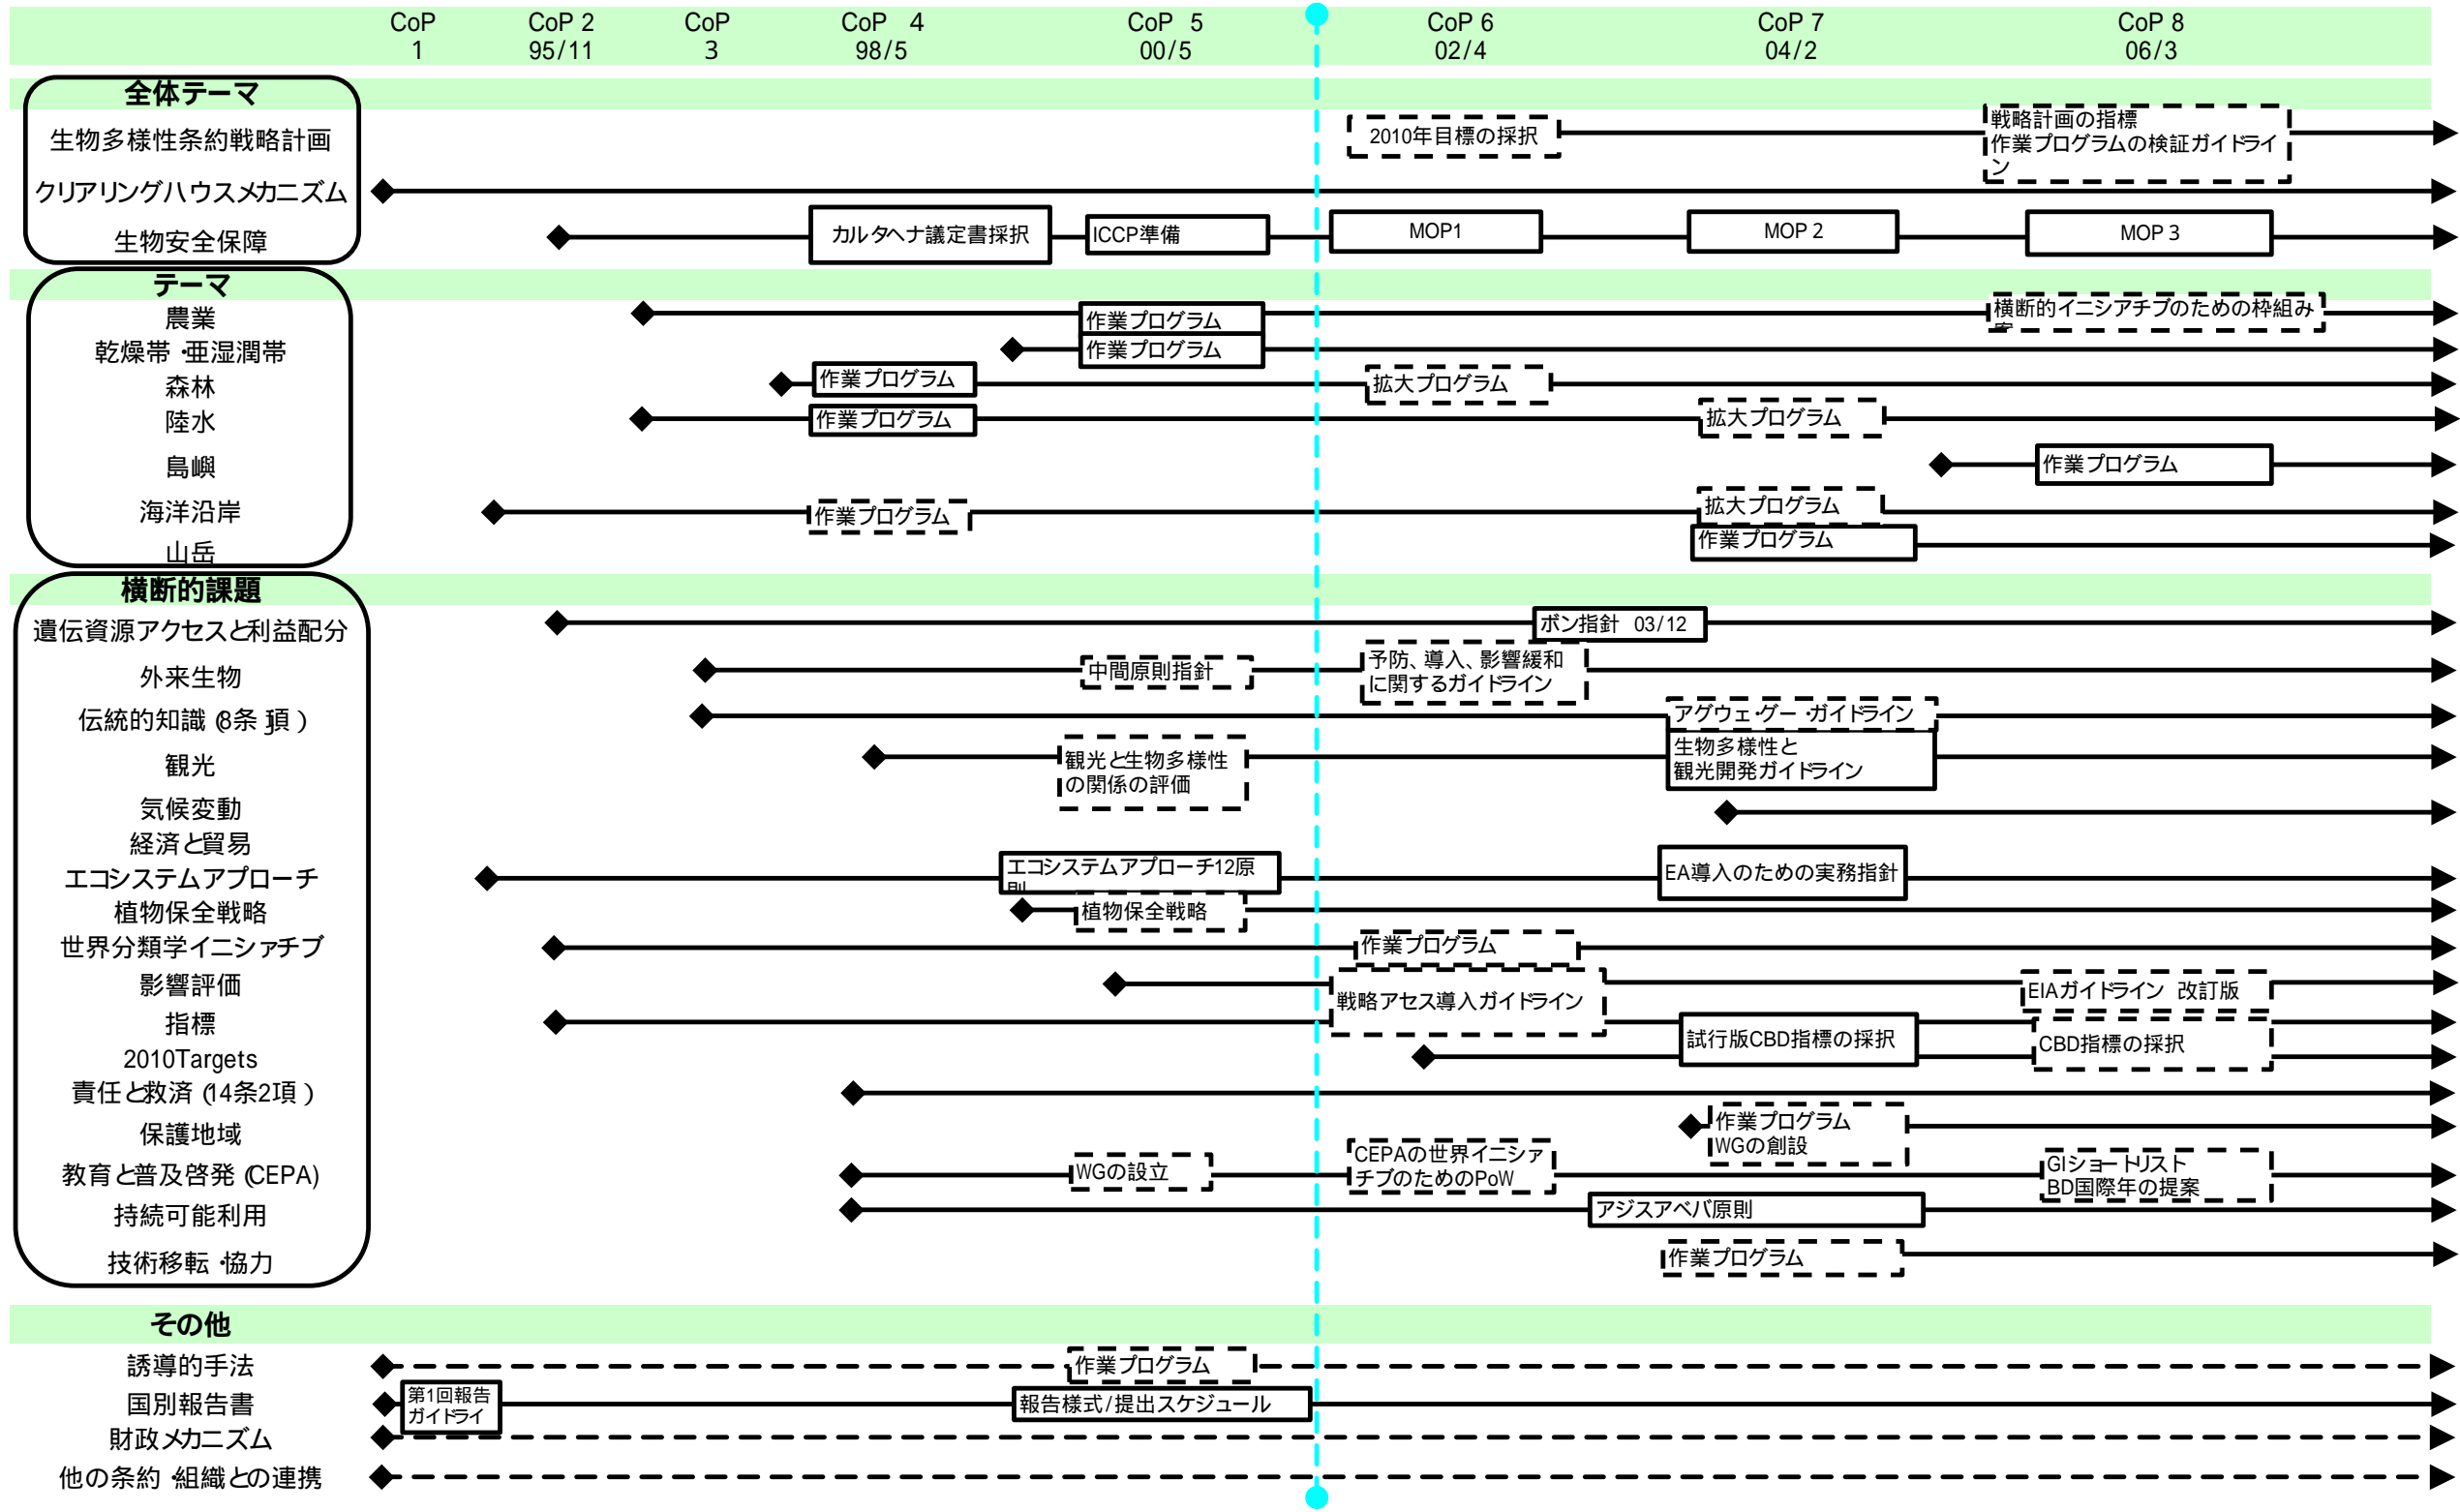 CoP
1
CoP 2
95/11
CoP
3
CoP 4
98/5
CoP 5
00/5
CoP 6
02/4
CoP 7
04/2
CoP 8
06/3
全体テーマ
生物多様性条約戦略計画
2010年目標の採択
戦略計画の指標
作業プログラムの検証ガイドライ
ン
クリアリングハウスメカニズム
生物安全保障
カルタヘナ議定書採択
ICCP準備
MOP1
MOP 2
MOP 3
テーマ
農業
作業プログラム
横断的イニシアチブのための枠組み
乾燥帯・亜湿潤帯
作業プログラム
森林
作業プログラム
拡大プログラム
陸水
作業プログラム
拡大プログラム
島嶼
作業プログラム
海洋沿岸
作業プログラム
拡大プログラム
山岳
作業プログラム
横断的課題
遺伝資源アクセスと利益配分
ボン指針 03/12
外来生物
中間原則指針
予防、導入、影響緩和
に関するガイドライン
伝統的知識(8条j項)
アグウェ・グー・ガイドライン
観光
観光と生物多様性
の関係の評価
生物多様性と
観光開発ガイドライン
気候変動
経済と貿易
エコシステムアプローチ
エコシステムアプローチ12原
則
EA導入のための実務指針
植物保全戦略
植物保全戦略
世界分類学イニシァチブ
作業プログラム
影響評価
戦略アセス導入ガイドライン
EIAガイドライン 改訂版
指標
試行版CBD指標の採択
CBD指標の採択
2010Targets
責任と救済(14条2項)
保護地域
作業プログラム
WGの創設
教育と普及啓発(CEPA)
WGの設立
CEPAの世界イニシァ
チブのためのPoW
GIショートリスト
BD国際年の提案
持続可能利用
アジスアベバ原則
技術移転・協力
作業プログラム
その他
誘導的手法
作業プログラム
国別報告書
第1回報告
ガイドライ
報告様式/提出スケジュール
財政メカニズム
他の条約・組織との連携